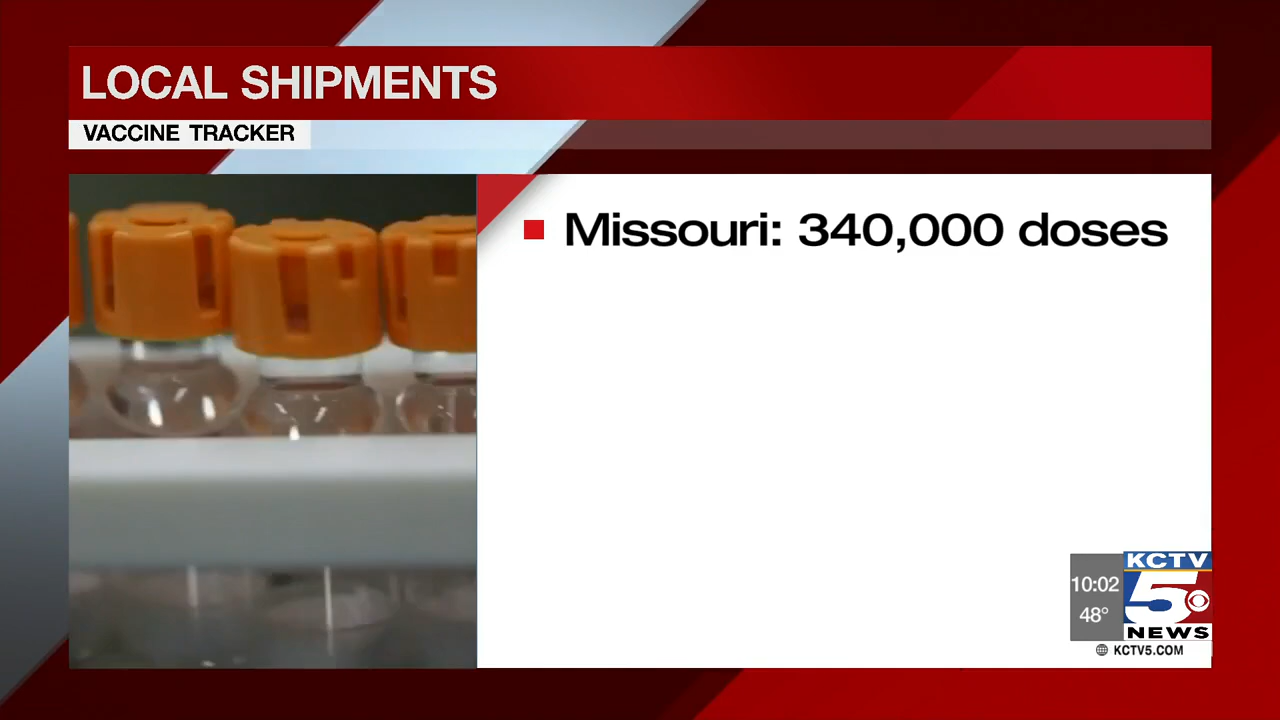 LOCAL SHIPMENTS
VACCINE TRACKER
Missouri: 340,000 doses
10:02
48°
KCTV
5
NEWS
KCTV5.COM